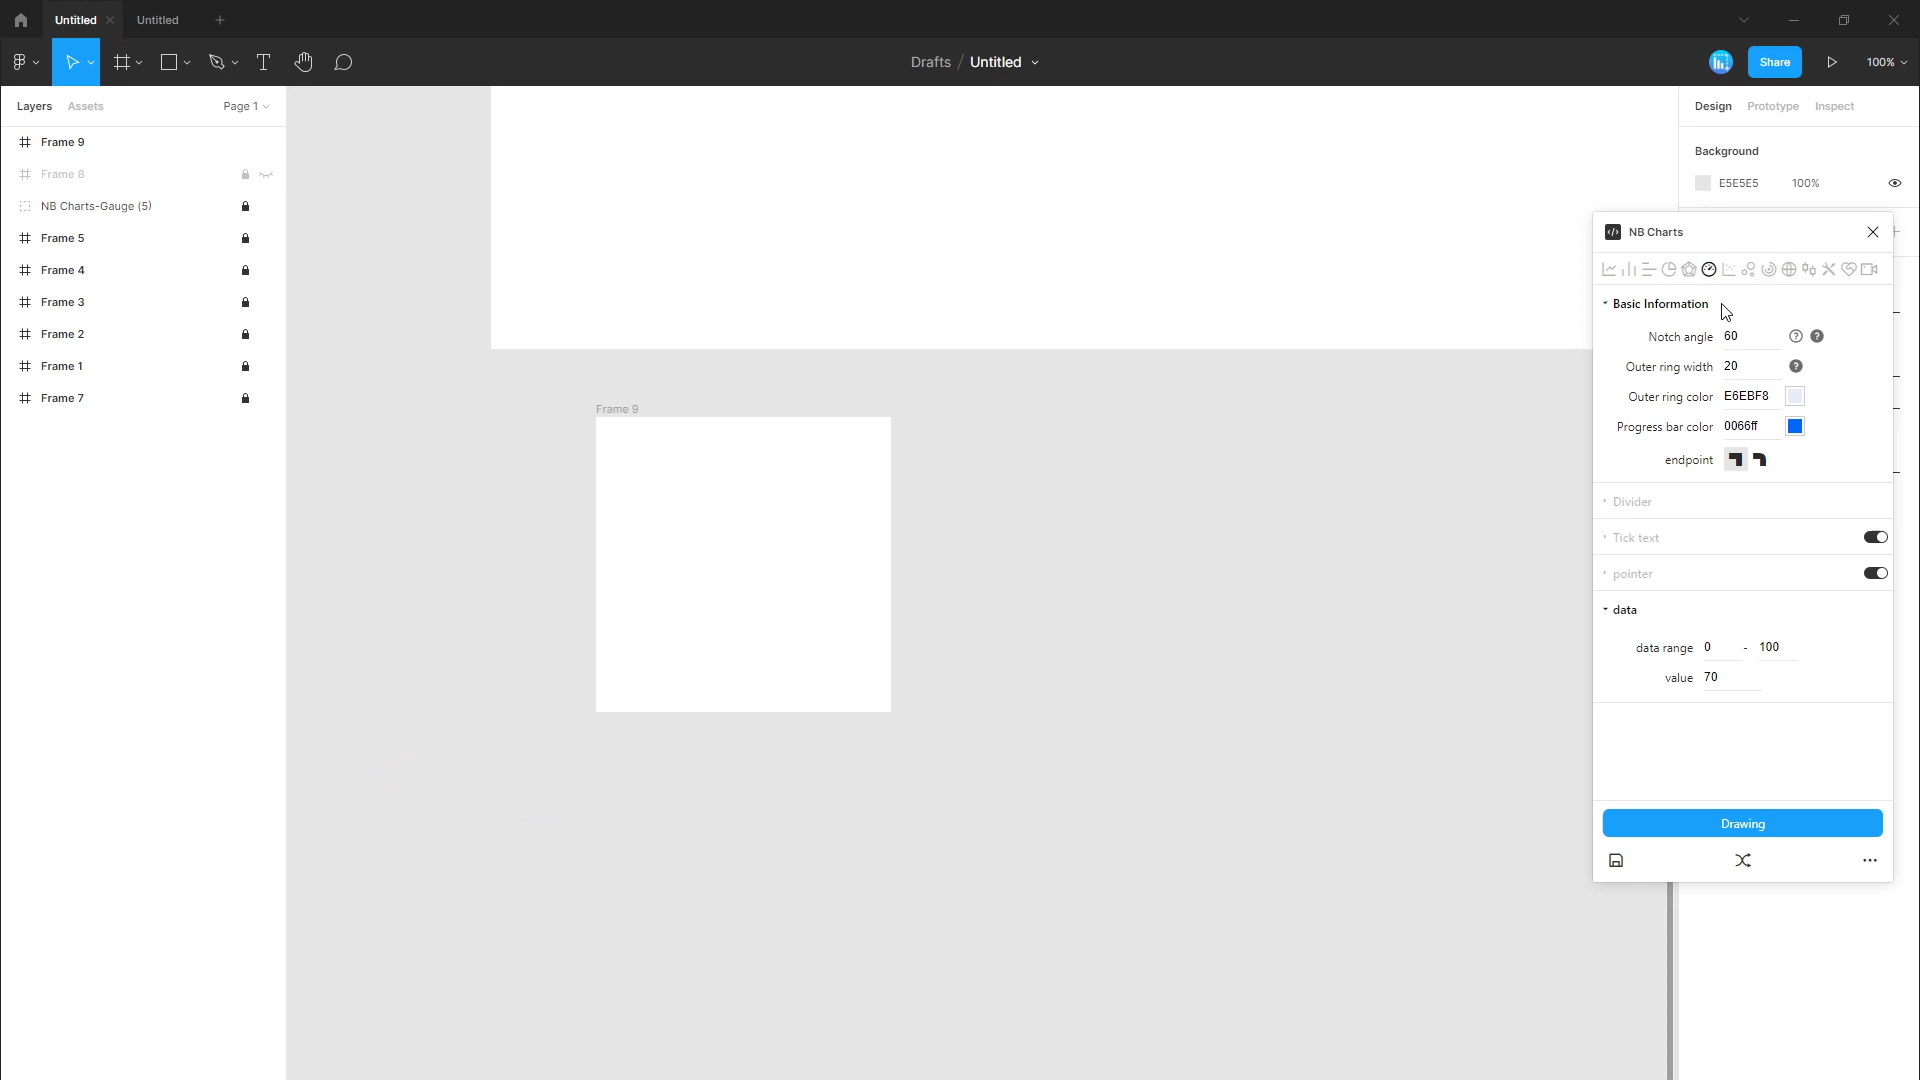 Untitled
Untitled
Drafts / Untitled
Share
100%
Layers
Assets
Page 1
Design
Prototype
Inspect
Frame 9
Frame 8
NB Charts-Gauge (5)
Frame 5
Frame 4
Frame 3
Frame 2
Frame 1
Frame 7
Frame 9
Background
E5E5E5
100%
NB Charts
Basic Information
Notch angle 60
Outer ring width 20
Outer ring color E6EBF8
Progress bar color 0066ff
endpoint
Divider
Tick text
pointer
data
data range 0 - 100
value 70
Drawing